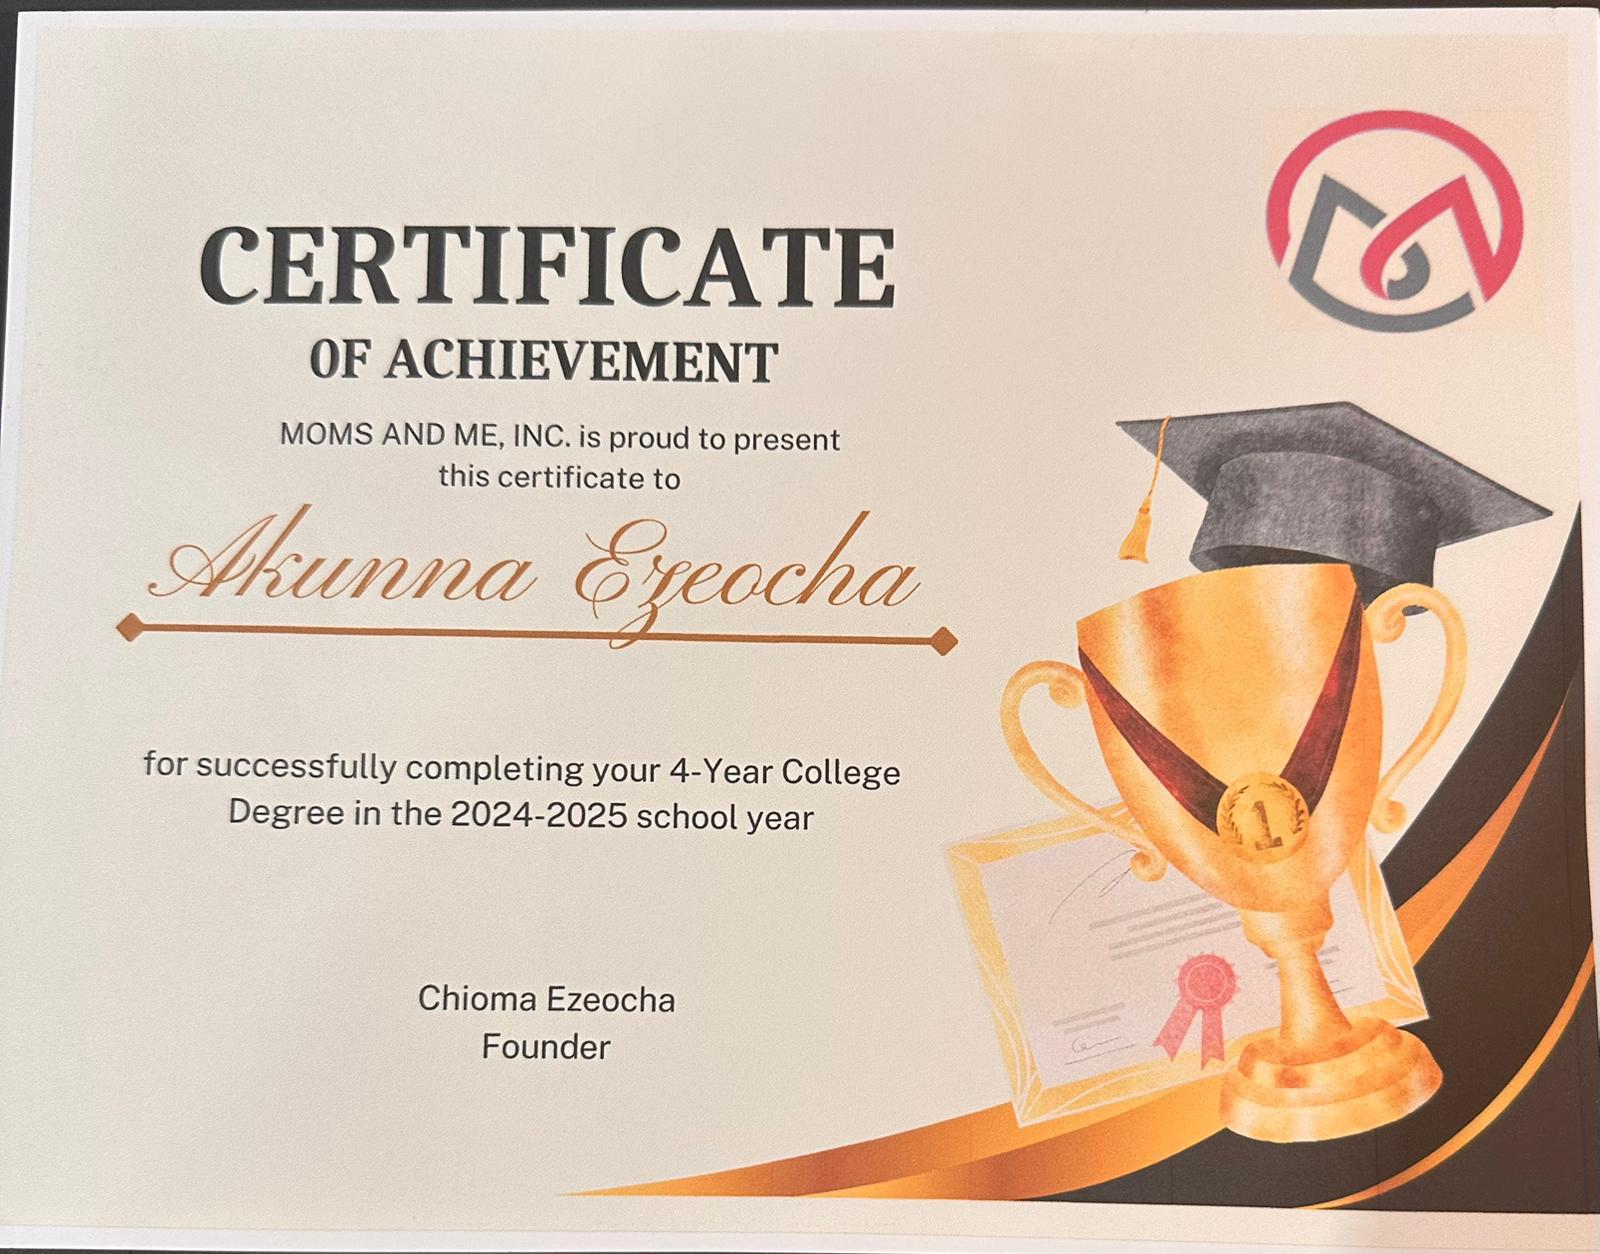 CERTIFICATE
OF ACHIEVEMENT
MOMS AND ME, INC. is proud to present
this certificate to
Akunna Ezeocha
for successfully completing your 4-Year College
Degree in the 2024-2025 school year
Chioma Ezeocha
Founder
1